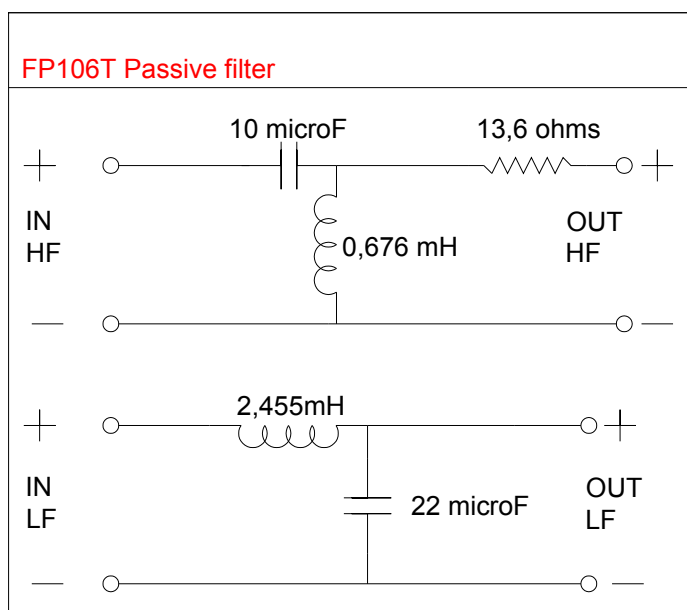 FP106T Passive filter
10 microF
13,6 ohms
+
+
IN
HF
0,676 mH
OUT
HF
—
—
2,455mH
+
+
IN
LF
22 microF
OUT
LF
—
—